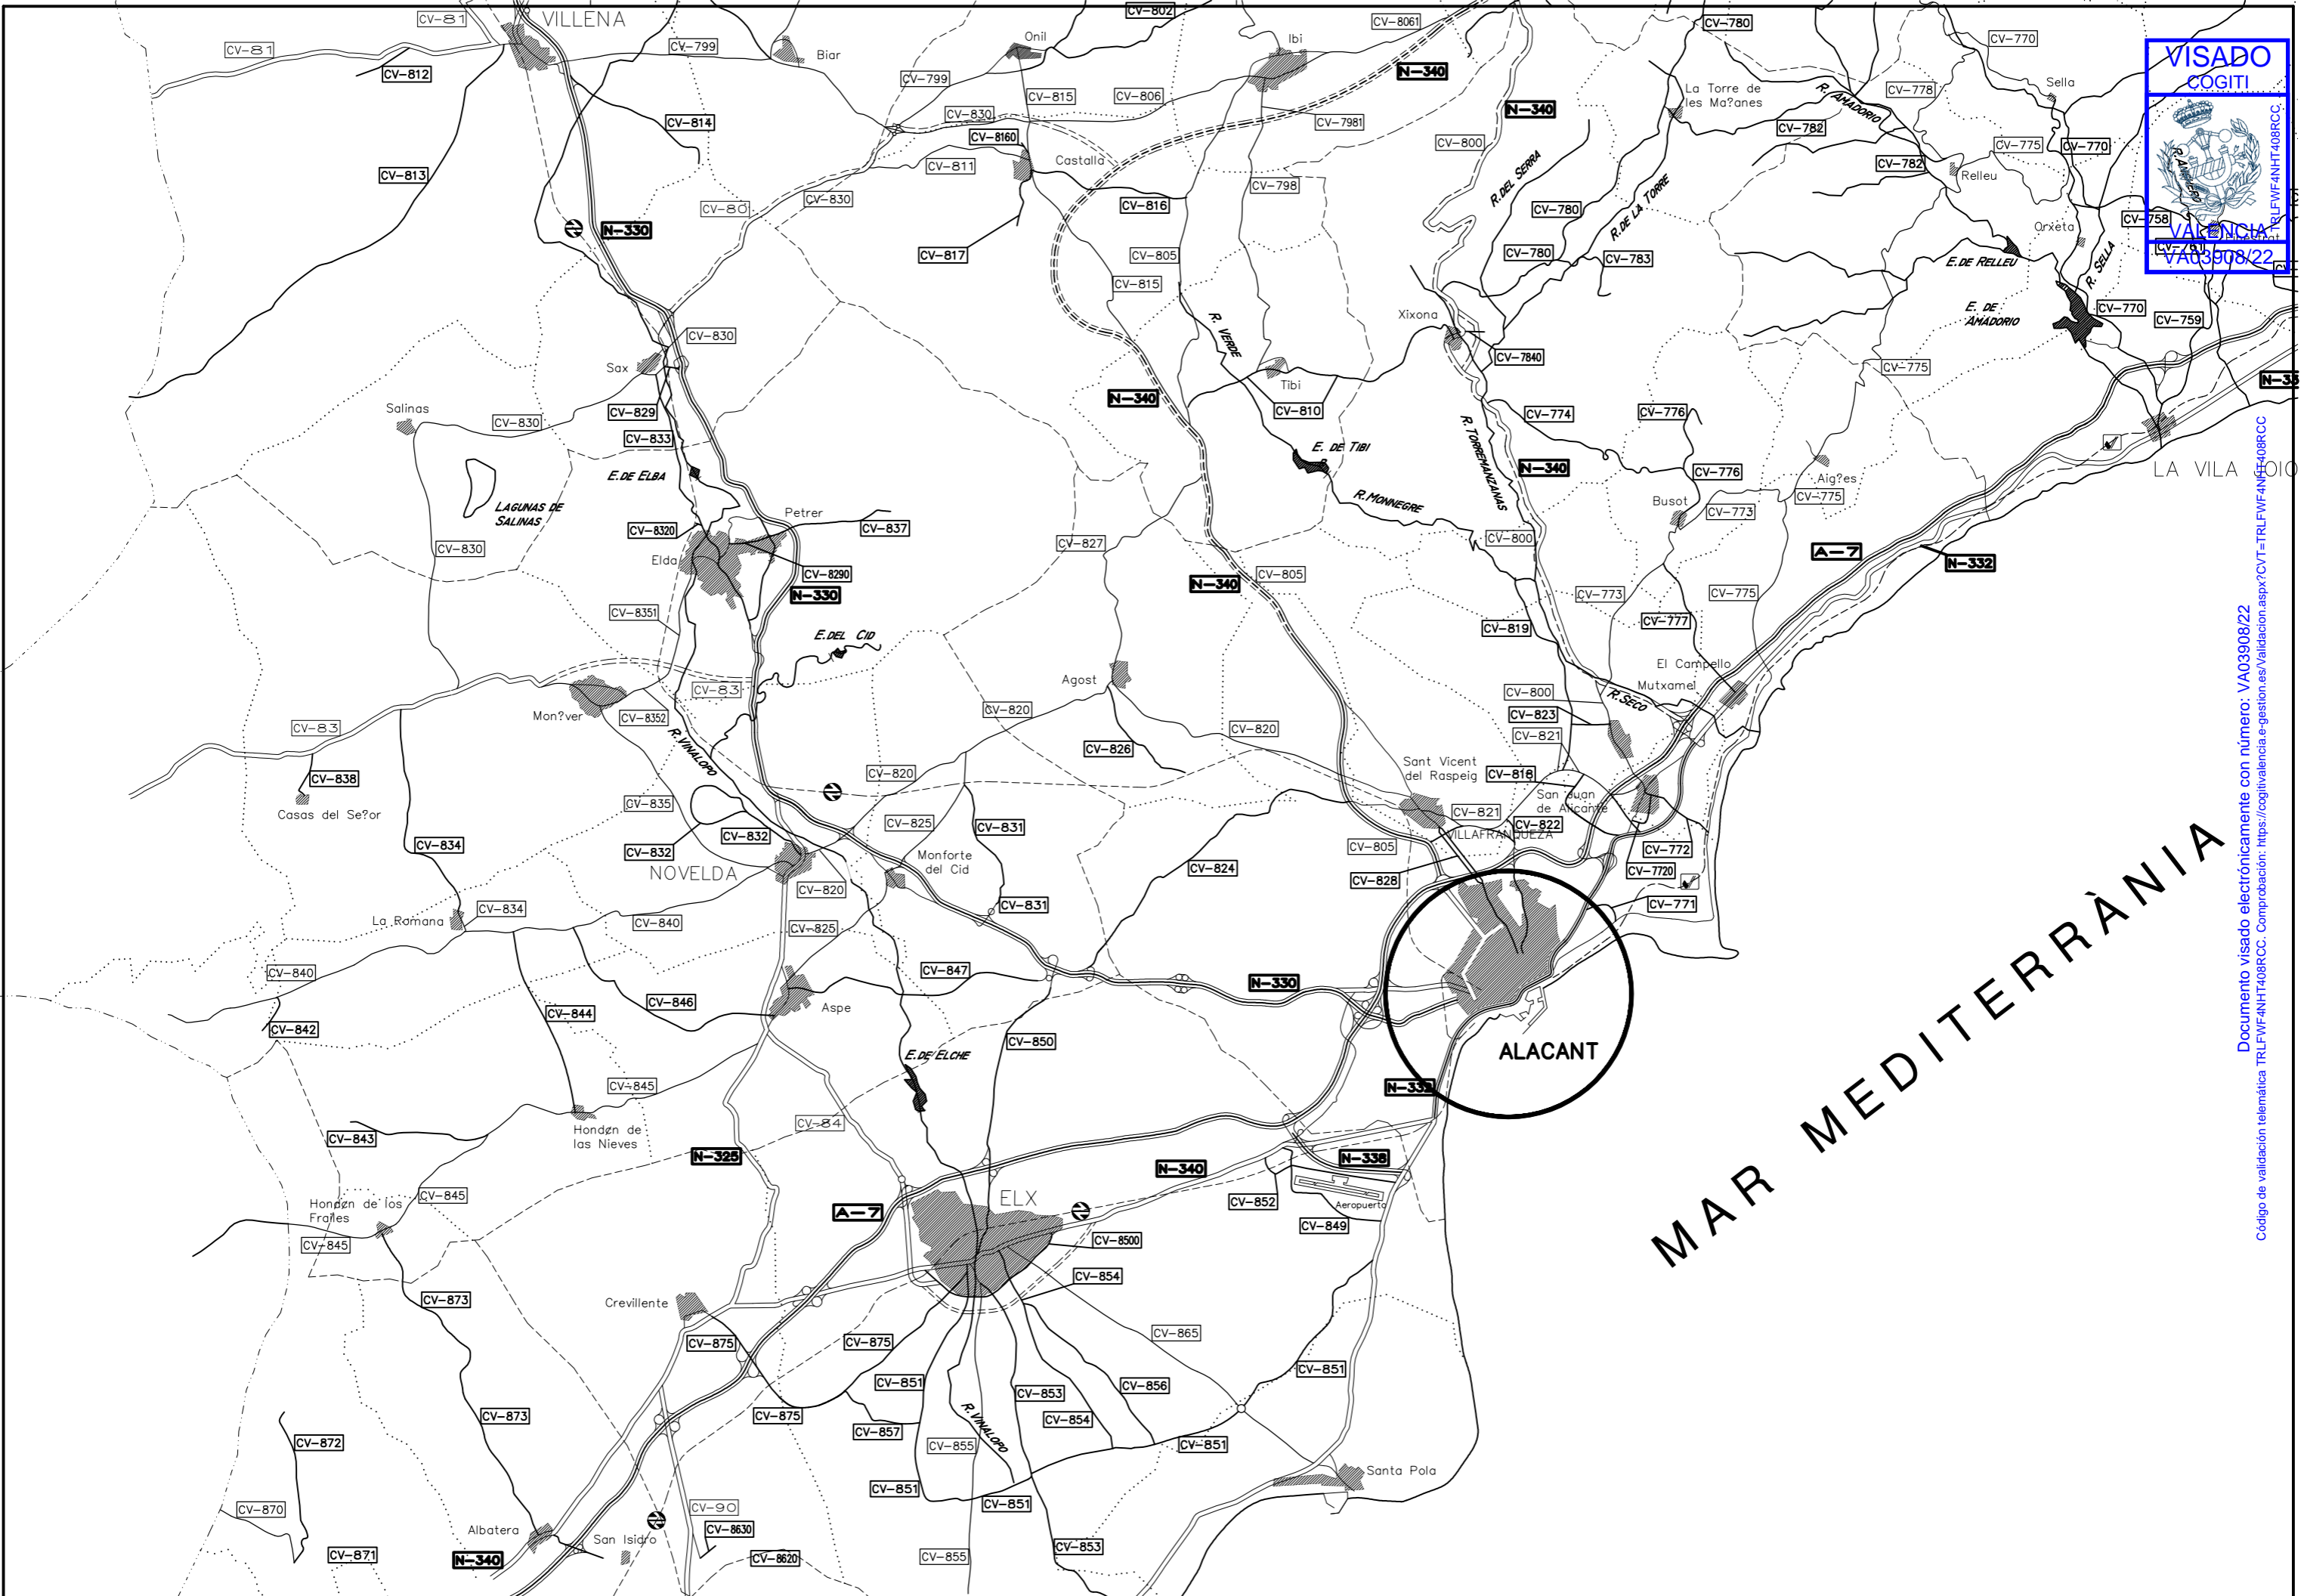 CV-81
VILLENA
CV-802
CV-8061
CV-780
CV-770
CV-81
CV-799
Biar
Onil
Ibi
N-340
CV-812
CV-799
CV-815
CV-806
La Torre de
les Ma?anes
R. AMADORIO
CV-778
Sella
VISADO
COGITI
VALENCIA
VA03908/22
TRLFWF4NHT408RCC
CV-814
CV-830
CV-8160
CV-7981
N-340
CV-800
CV-782
CV-775
CV-770
CV-813
CV-811
Castalla
CV-798
R. DEL SERRA
CV-782
Relleu
CV-80
CV-830
CV-816
CV-780
R. DE LA TORRE
CV-758
Orxeta
N-330
CV-817
CV-805
CV-780
CV-783
E. DE RELLEU
R. SELLA
CV-815
E. DE
AMADORIO
CV-770
CV-759
CV-830
R. VERDE
Xixona
CV-7840
Sax
Tibi
CV-775
N-340
CV-829
Salinas
CV-830
CV-810
CV-774
CV-776
CV-833
E. DE ELBA
E. DE TIBI
R. TORREMANZANAS
N-340
CV-776
Aig?es
LA VILA JOIO
LAGUNAS DE
SALINAS
R. MONNEGRE
Busot
CV-775
CV-773
Petrer
CV-8320
CV-837
CV-830
CV-827
CV-800
A-7
N-332
Elda
CV-8290
N-330
N-340
CV-805
CV-773
CV-775
CV-8351
CV-777
CV-819
E. DEL CID
El Campello
Agost
Mutxamel
CV-83
CV-800
R. SECO
Mon?ver
CV-8352
CV-820
CV-823
CV-83
R. VINALOPO
CV-826
CV-820
CV-821
CV-838
CV-820
Sant Vicent
del Raspeig
CV-818
San Juan
de Alicante
Casas del Se?or
CV-835
CV-832
CV-825
CV-831
CV-821
CV-822
VILLAFRANQUEZA
CV-834
CV-832
CV-805
CV-772
NOVELDA
Monforte
del Cid
CV-824
CV-828
CV-7720
CV-820
CV-831
CV-771
La Romana
CV-834
CV-840
CV-825
CV-840
CV-847
N-330
CV-846
Aspe
CV-844
CV-842
CV-850
E. DE ELCHE
ALACANT
N-332
CV-845
CV-84
CV-843
Hondџn de
las Nieves
N-325
N-340
N-338
CV-845
ELX
CV-852
Aeropuerto
Hondџn de los
Frailes
A-7
CV-849
CV-845
CV-8500
CV-854
CV-873
Crevillente
CV-875
CV-875
CV-865
CV-851
CV-851
CV-853
CV-856
CV-873
CV-875
CV-857
R. VINALOPO
CV-854
CV-872
CV-855
CV-851
Santa Pola
CV-851
CV-851
CV-870
CV-90
Albatera
San Isidro
CV-8630
CV-871
N-340
CV-8620
CV-855
CV-853
MAR MEDITERRÀNIA
Documento visado electrónicamente con número: VA03908/22
Código de validación telemática TRLFWF4NHT408RCC. Comprobación: https://cogitivalencia.e-gestion.es/Validacion.aspx?CVT=TRLFWF4NHT408RCC